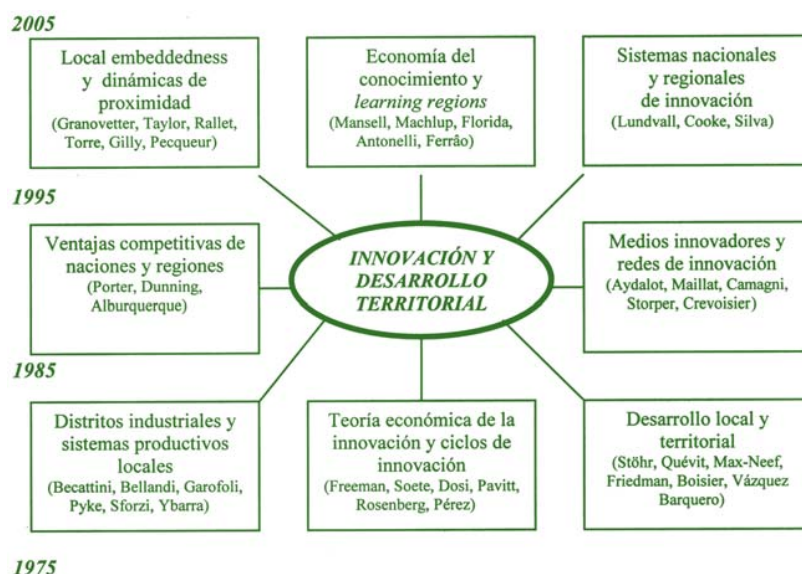 2005
Local embeddedness
y dinámicas de
proximidad
(Granovetter, Taylor, Rallet,
Torre, Gilly, Pecqueur)
Economía del
conocimiento y
learning regions
(Mansell, Machlup, Florida,
Antonelli, Ferrâo)
Sistemas nacionales
y regionales
de innovación
(Lundvall, Cooke, Silva)
1995
Ventajas competitivas de
naciones y regiones
(Porter, Dunning,
Alburquerque)
INNOVACIÓN Y
DESARROLLO
TERRITORIAL
Medios innovadores y
redes de innovación
(Aydalot, Maillat, Camagni,
Storper, Crevoisier)
1985
Distritos industriales y
sistemas productivos
locales
(Becattini, Bellandi, Garofoli,
Pyke, Sforzi, Ybarra)
Teoría económica de la
innovación y ciclos de
innovación
(Freeman, Soete, Dosi, Pavitt,
Rosenberg, Pérez)
Desarrollo local y
territorial
(Stöhr, Quévit, Max-Neef,
Friedman, Boisier, Vázquez
Barquero)
1975